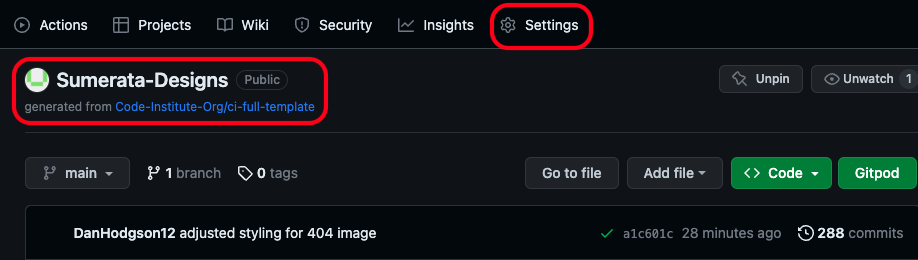 Actions Projects Wiki Security Insights Settings
Sumerata-Designs Public Unpin Unwatch 1
generated from Code-Institute-Org/ci-full-template
main 1 branch 0 tags Go to file Add file Code Gitpod
DanHodgson12 adjusted styling for 404 image a1c601c 28 minutes ago 288 commits